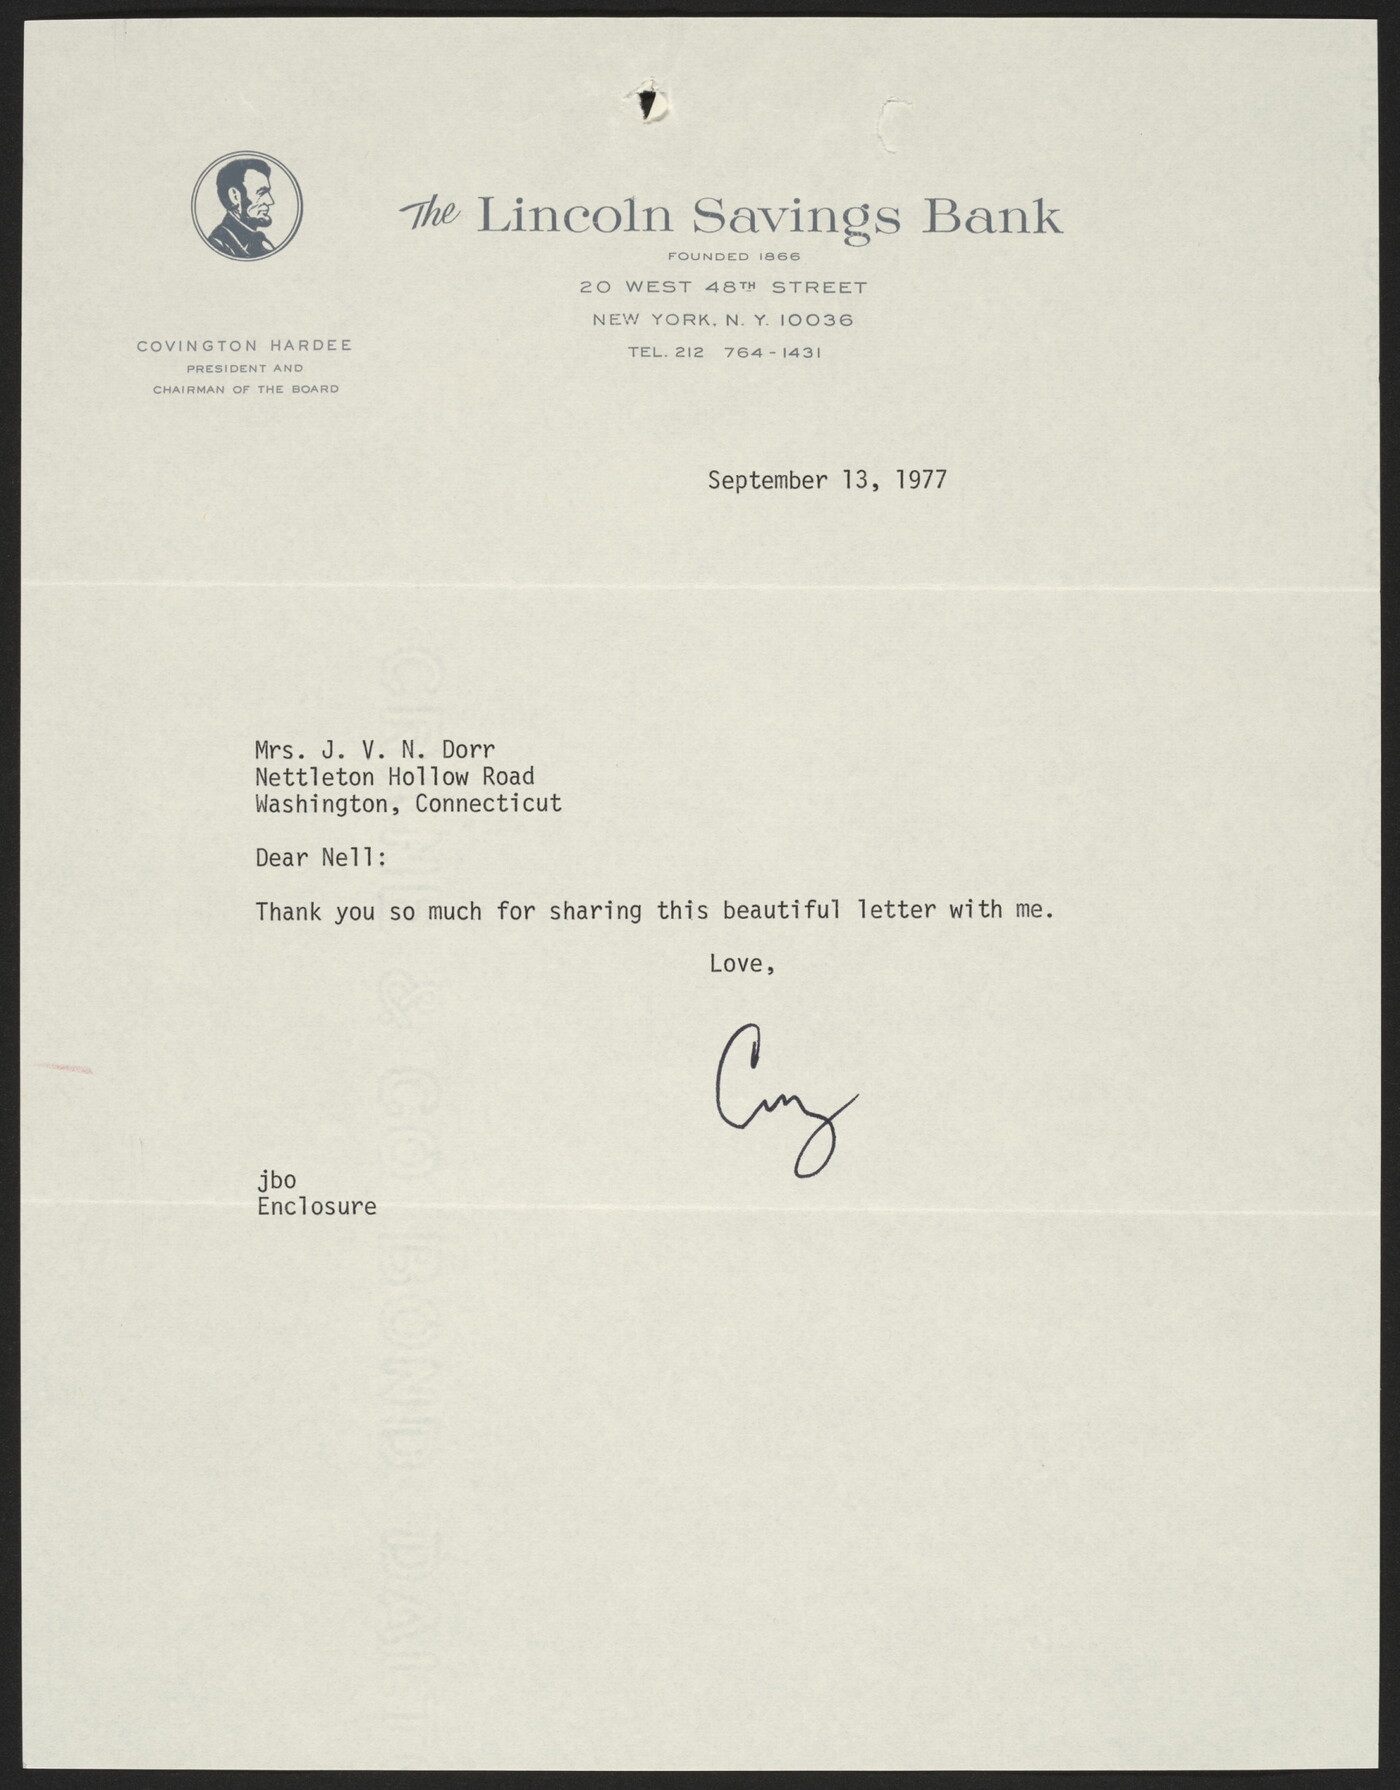 The Lincoln Savings Bank
FOUNDED 1866
20 WEST 48TH STREET
NEW YORK, N. Y. 10036
TEL. 212 764-1431
COVINGTON HARDEE
PRESIDENT AND
CHAIRMAN OF THE BOARD
September 13, 1977
Mrs. J. V. N. Dorr
Nettleton Hollow Road
Washington, Connecticut
Dear Nell:
Thank you so much for sharing this beautiful letter with me.
Love,
jbo
Enclosure